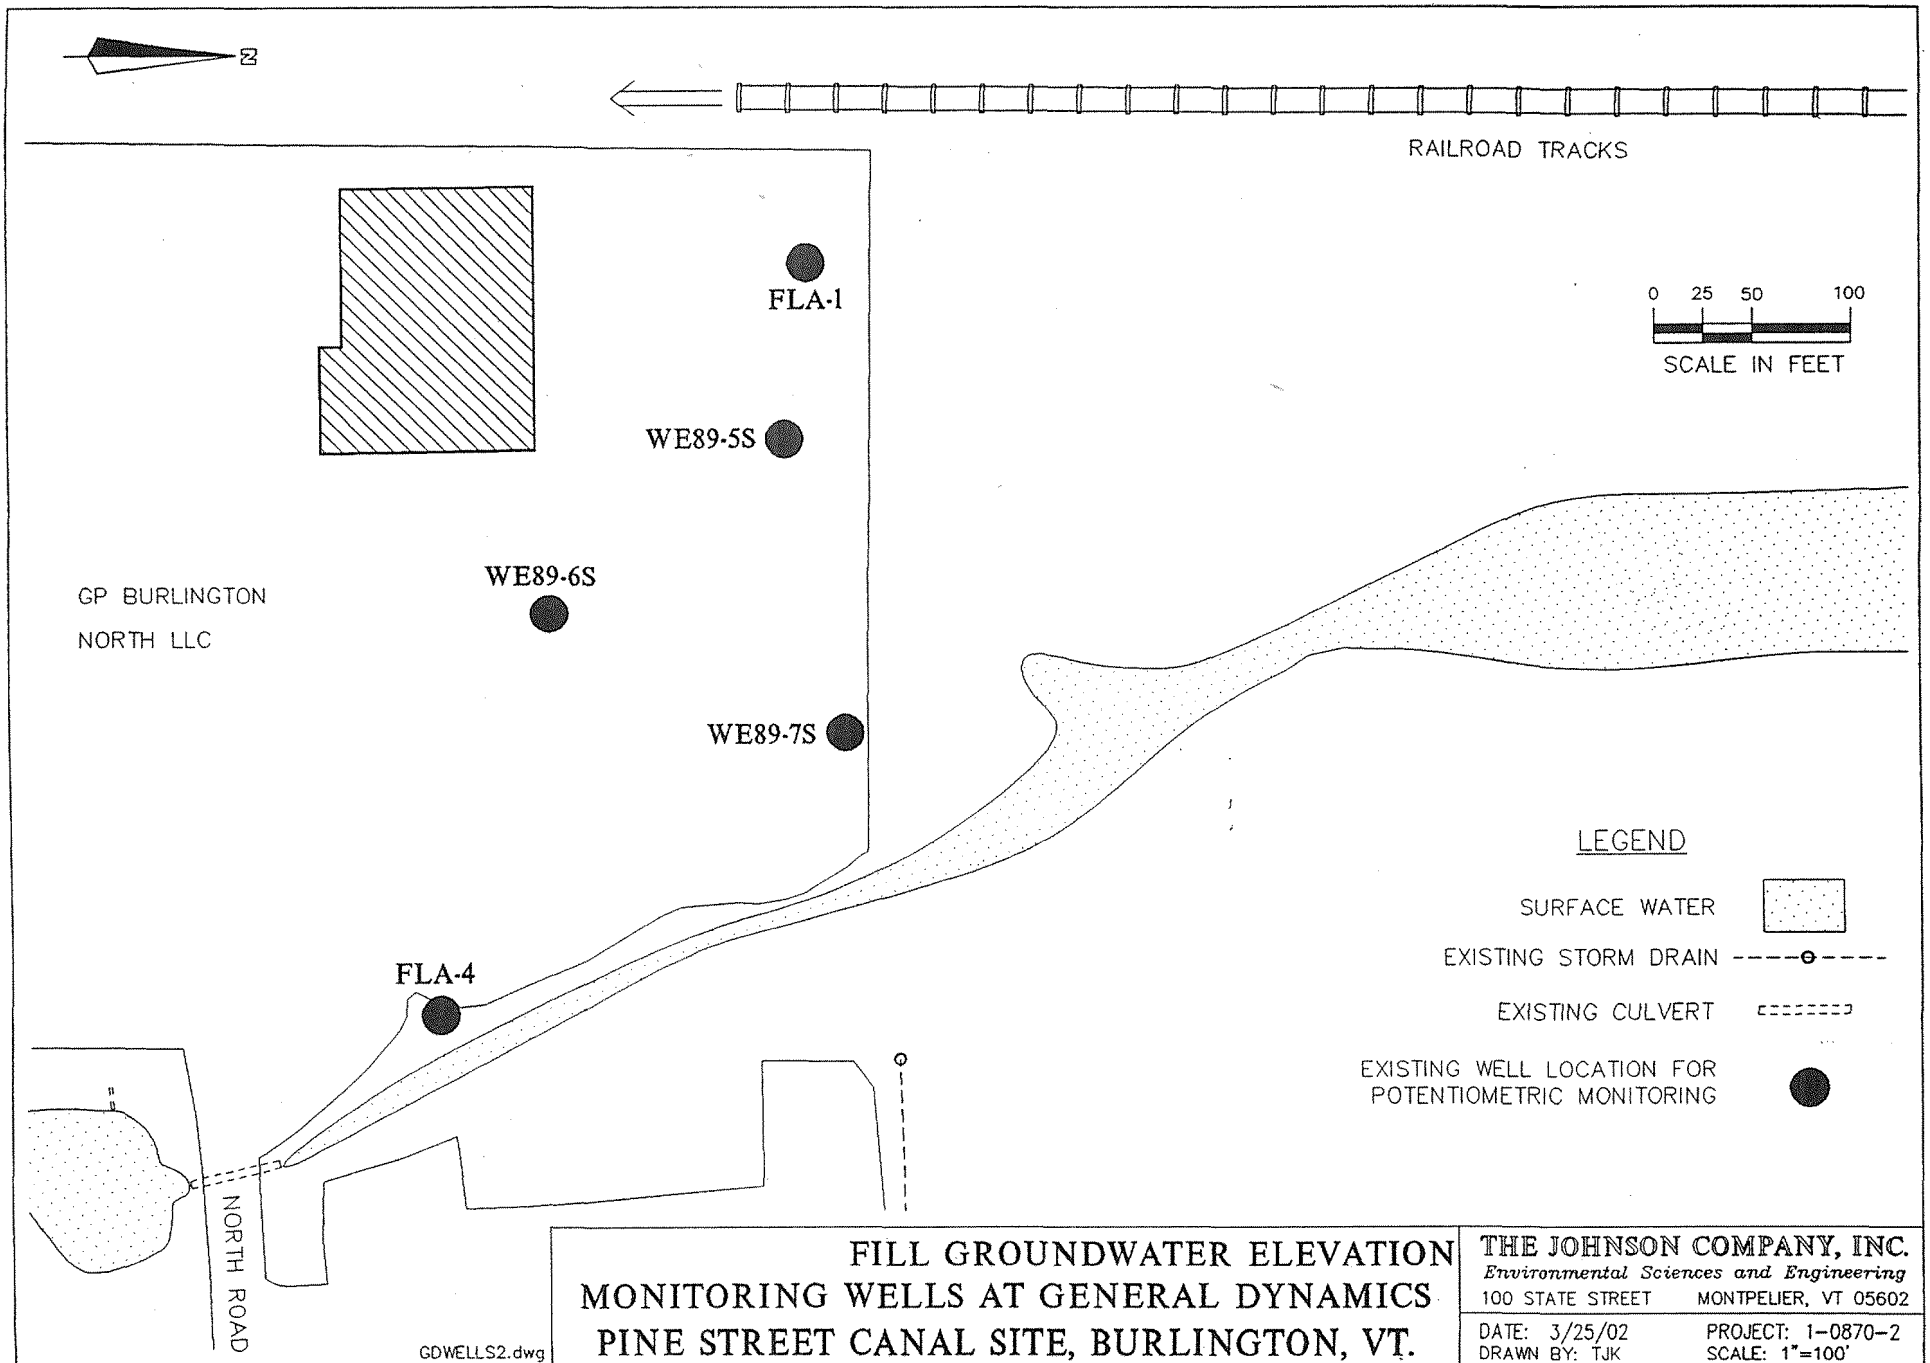 N
RAILROAD TRACKS
FLA-1
0 25 50 100
SCALE IN FEET
WE89-5S
WE89-6S
GP BURLINGTON
NORTH LLC
WE89-7S
LEGEND
SURFACE WATER
EXISTING STORM DRAIN
FLA-4
EXISTING CULVERT
EXISTING WELL LOCATION FOR
POTENTIOMETRIC MONITORING
NORTH ROAD
GDWELLS2.dwg
FILL GROUNDWATER ELEVATION
MONITORING WELLS AT GENERAL DYNAMICS
PINE STREET CANAL SITE, BURLINGTON, VT.
THE JOHNSON COMPANY, INC.
Environmental Sciences and Engineering
100 STATE STREET MONTPELIER, VT 05602
DATE: 3/25/02 PROJECT: 1-0870-2
DRAWN BY: TJK SCALE: 1"=100'